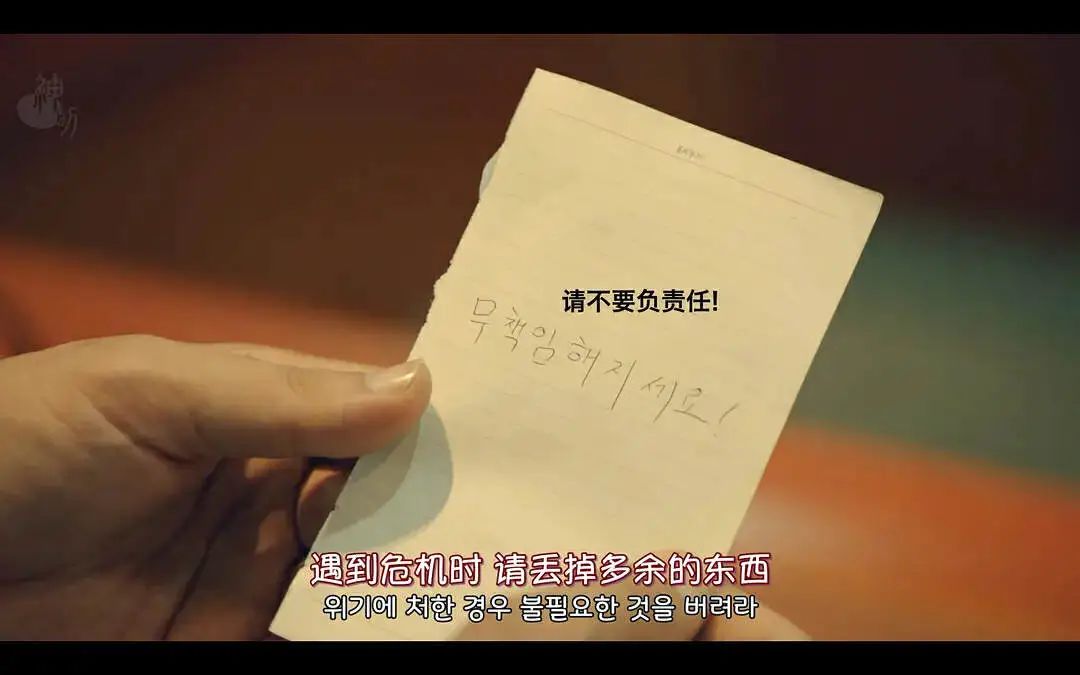 神叨
请不要负责任!
무책임해지세요!
遇到危机时 请丢掉多余的东西
위기에 처한 경우 불필요한 것을 버려라